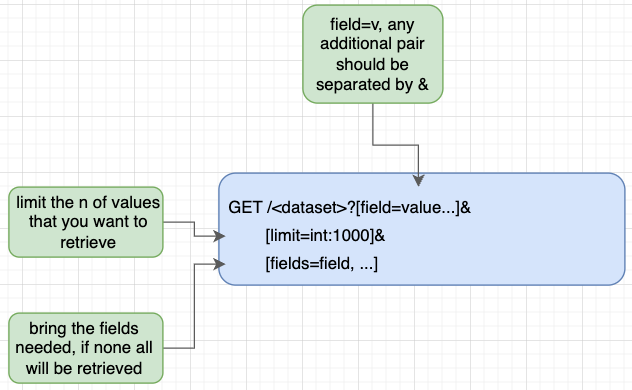 field=v, any
additional pair
should be
separated by &
GET /<dataset>?[field=value...]&
[limit=int:1000]&
[fields=field, ...]
limit the n of values
that you want to
retrieve
bring the fields
needed, if none all
will be retrieved